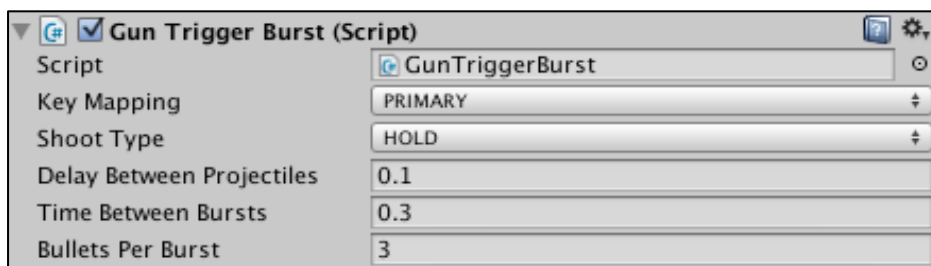 Gun Trigger Burst (Script)
Script GunTriggerBurst
Key Mapping PRIMARY
Shoot Type HOLD
Delay Between Projectiles 0.1
Time Between Bursts 0.3
Bullets Per Burst 3